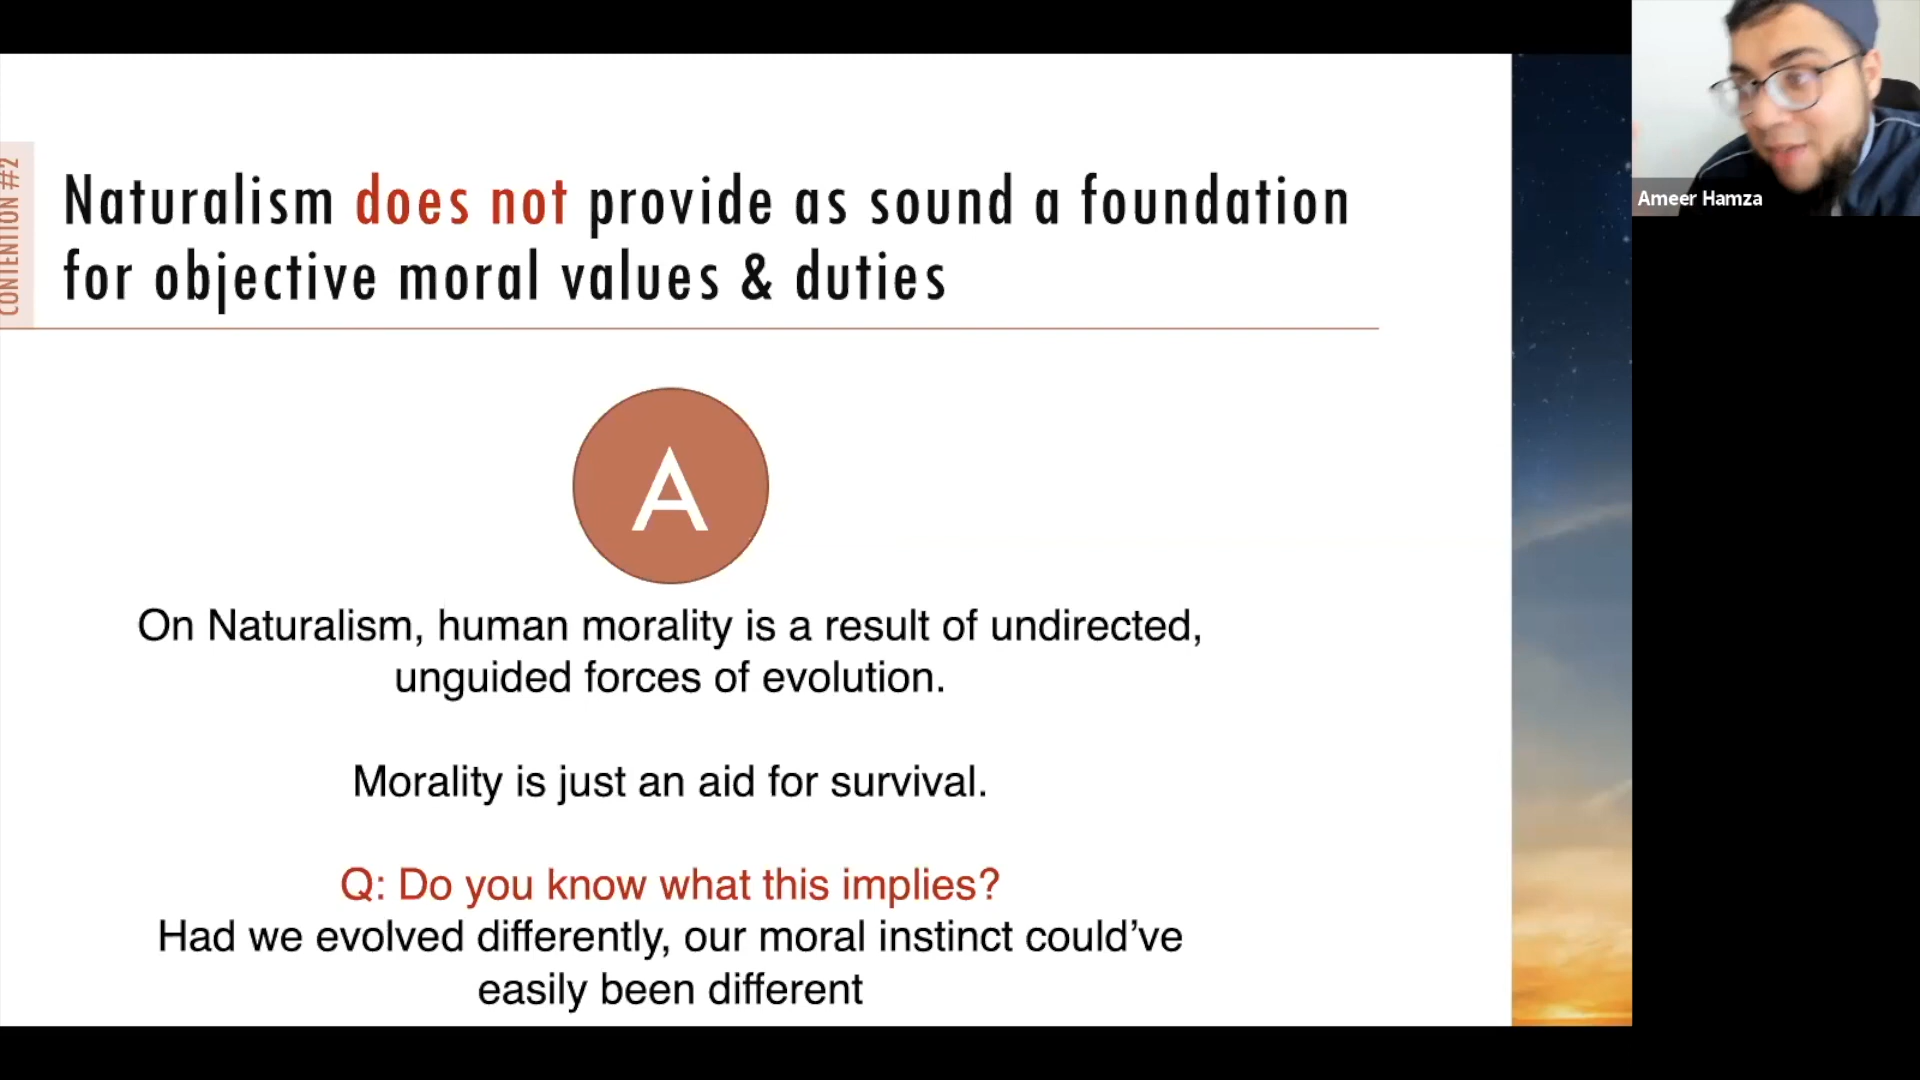 CONTENTION #2
Naturalism does not provide as sound a foundation
for objective moral values & duties
A
On Naturalism, human morality is a result of undirected,
unguided forces of evolution.
Morality is just an aid for survival.
Q: Do you know what this implies?
Had we evolved differently, our moral instinct could’ve
easily been different
Ameer Hamza